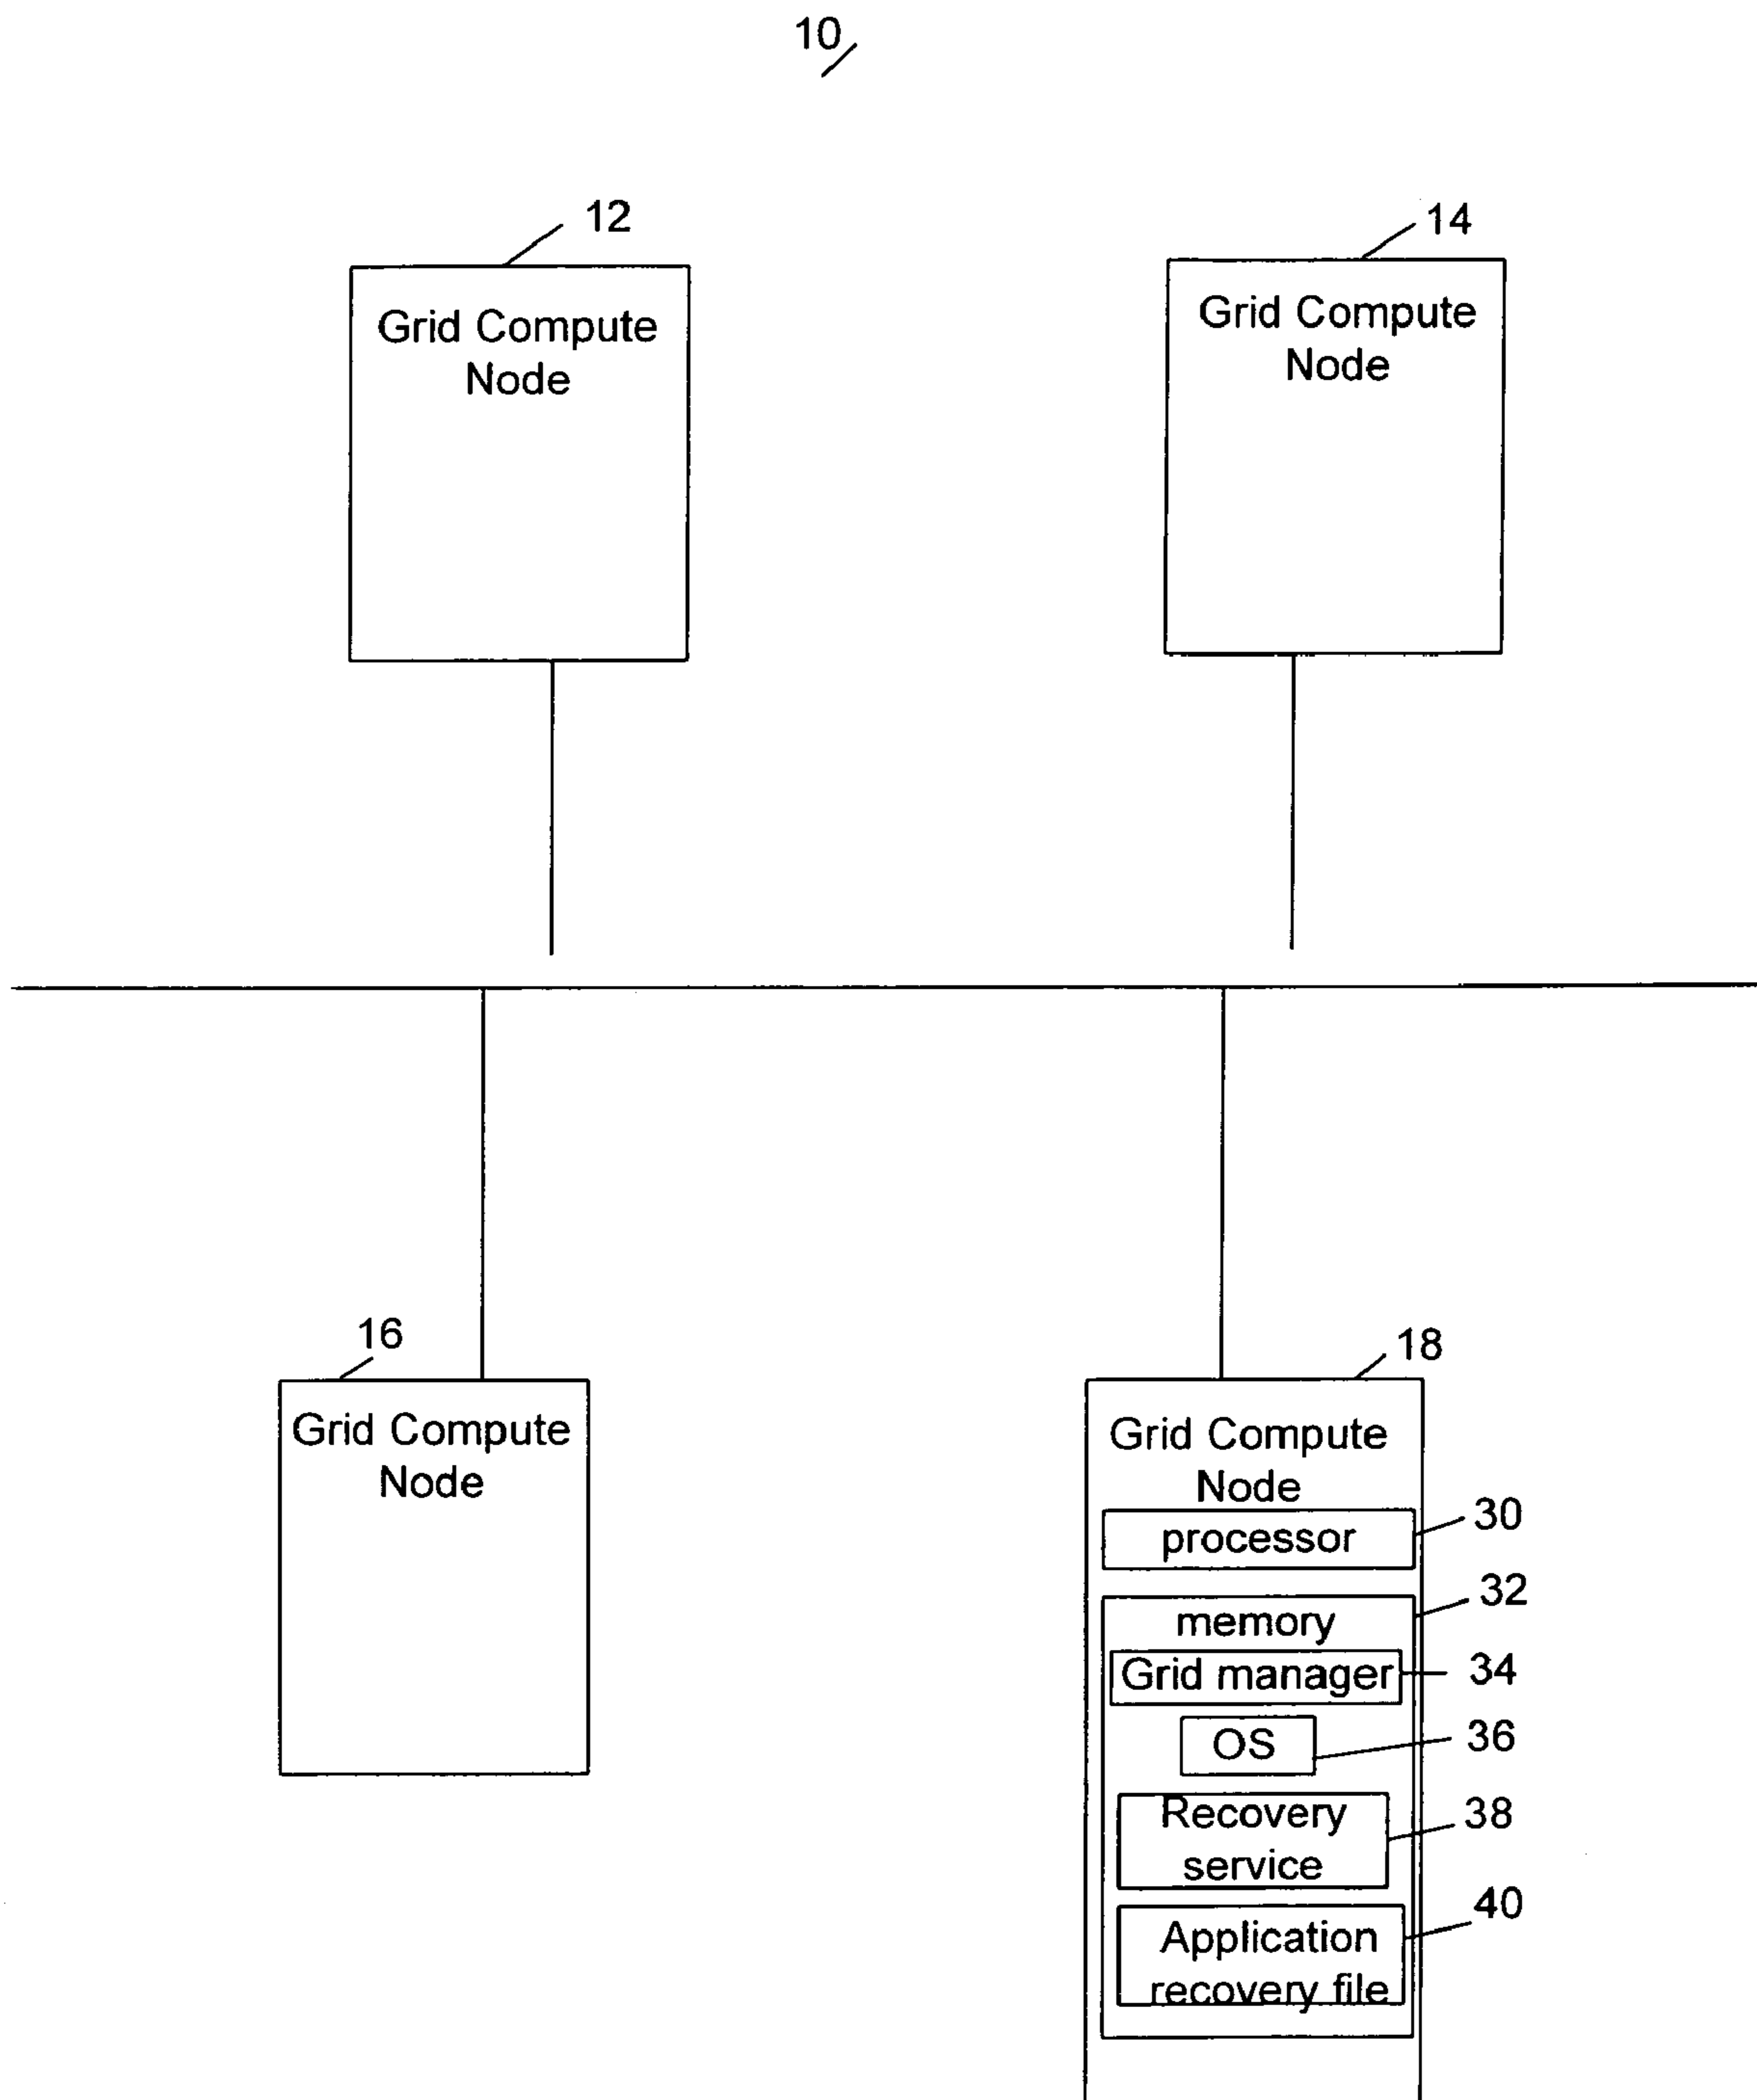 10
12
14
Grid Compute
Node
Grid Compute
Node
16
18
Grid Compute
Node
Grid Compute
Node
processor
30
memory
32
Grid manager
34
OS
36
Recovery
service
38
Application
recovery file
40